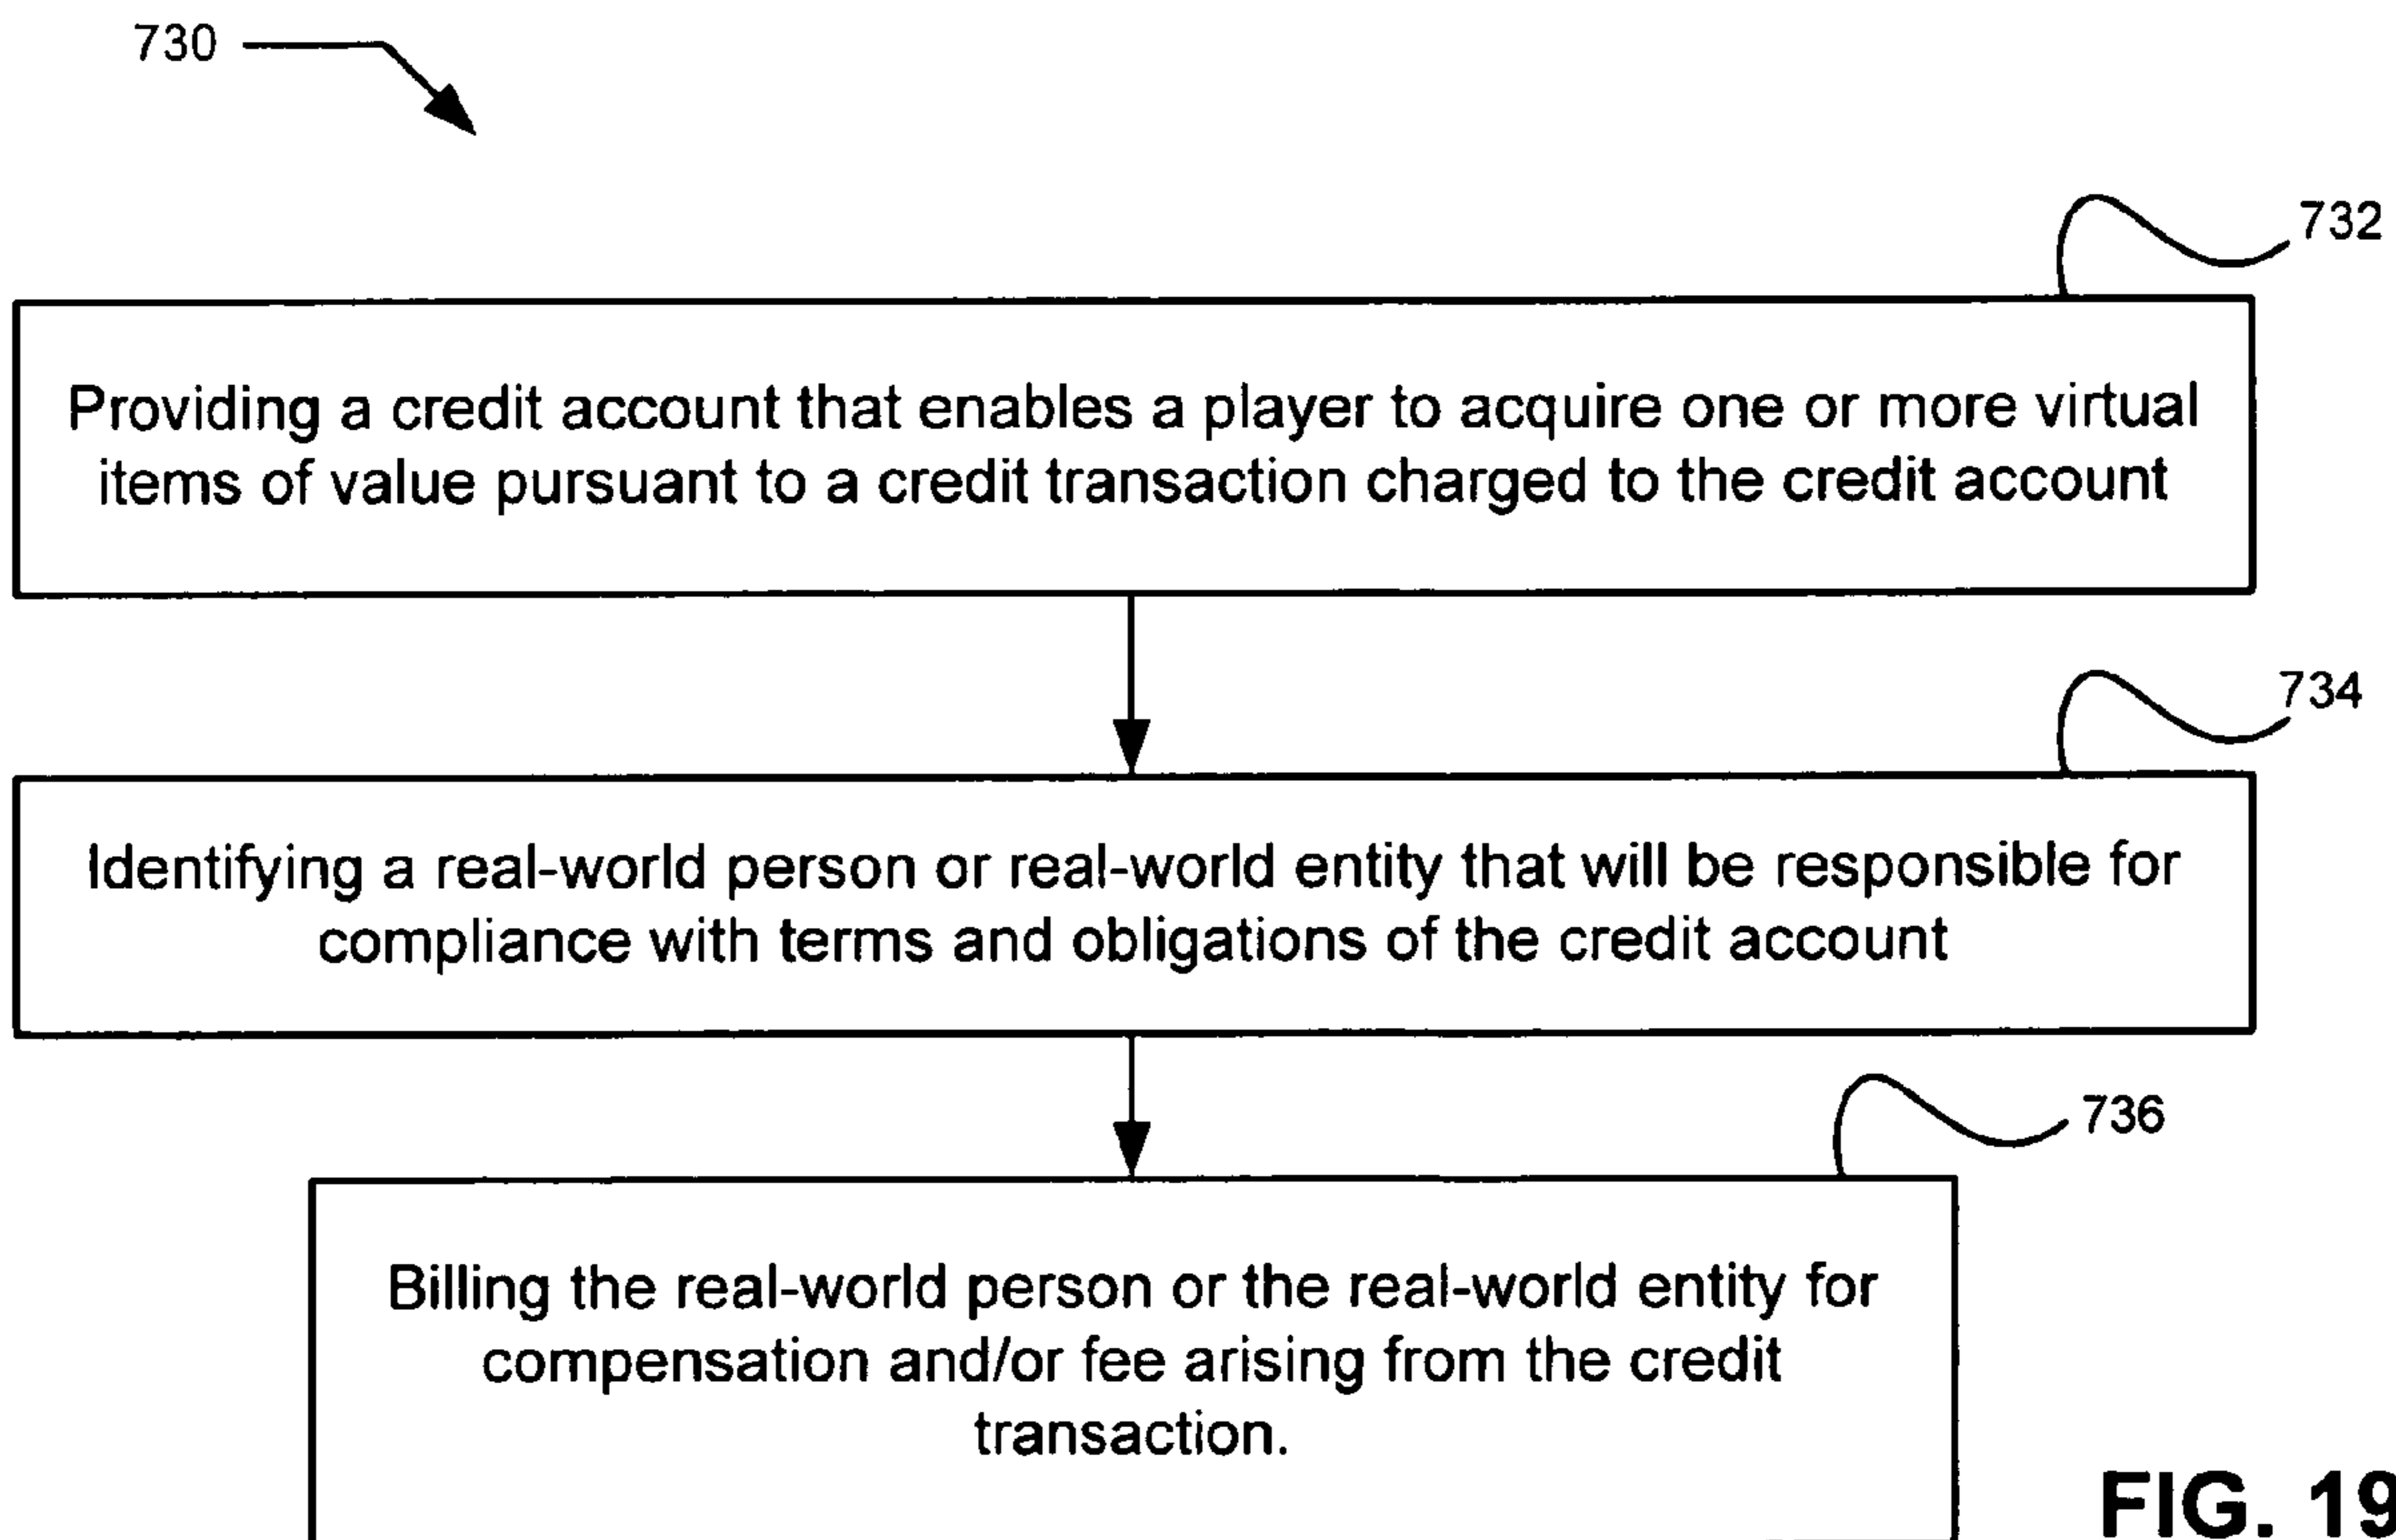 730
732
Providing a credit account that enables a player to acquire one or more virtual
items of value pursuant to a credit transaction charged to the credit account
734
Identifying a real-world person or real-world entity that will be responsible for
compliance with terms and obligations of the credit account
736
Billing the real-world person or the real-world entity for
compensation and/or fee arising from the credit
transaction.
FIG. 19